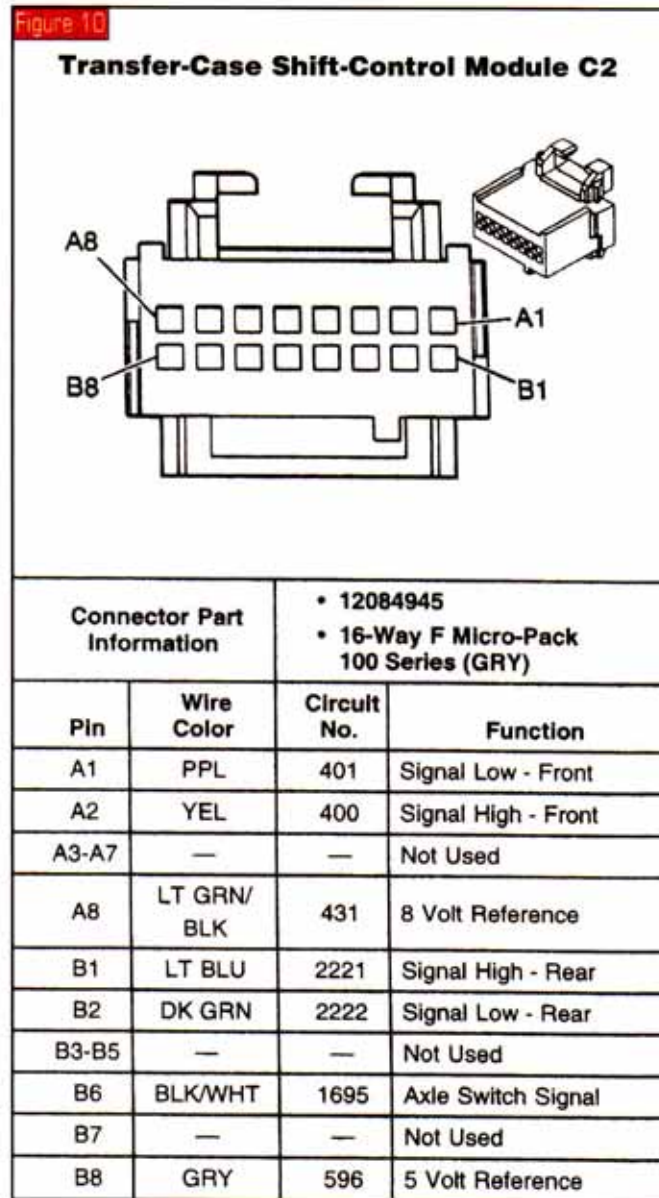 Figure 10
Transfer-Case Shift-Control Module C2
A8
A1
B8
B1
Connector Part Information
• 12084945
• 16-Way F Micro-Pack 100 Series (GRY)
Pin Wire Color Circuit No. Function
A1 PPL 401 Signal Low - Front
A2 YEL 400 Signal High - Front
A3-A7 — — Not Used
A8 LT GRN/ BLK 431 8 Volt Reference
B1 LT BLU 2221 Signal High - Rear
B2 DK GRN 2222 Signal Low - Rear
B3-B5 — — Not Used
B6 BLK/WHT 1695 Axle Switch Signal
B7 — — Not Used
B8 GRY 596 5 Volt Reference